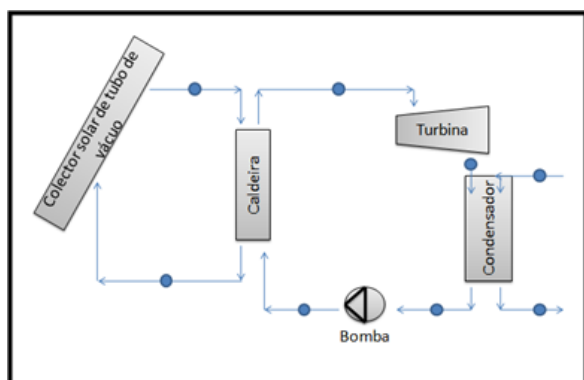 Colector solar de tubo de
vácuo
Caldeira
Turbina
Condensador
Bomba